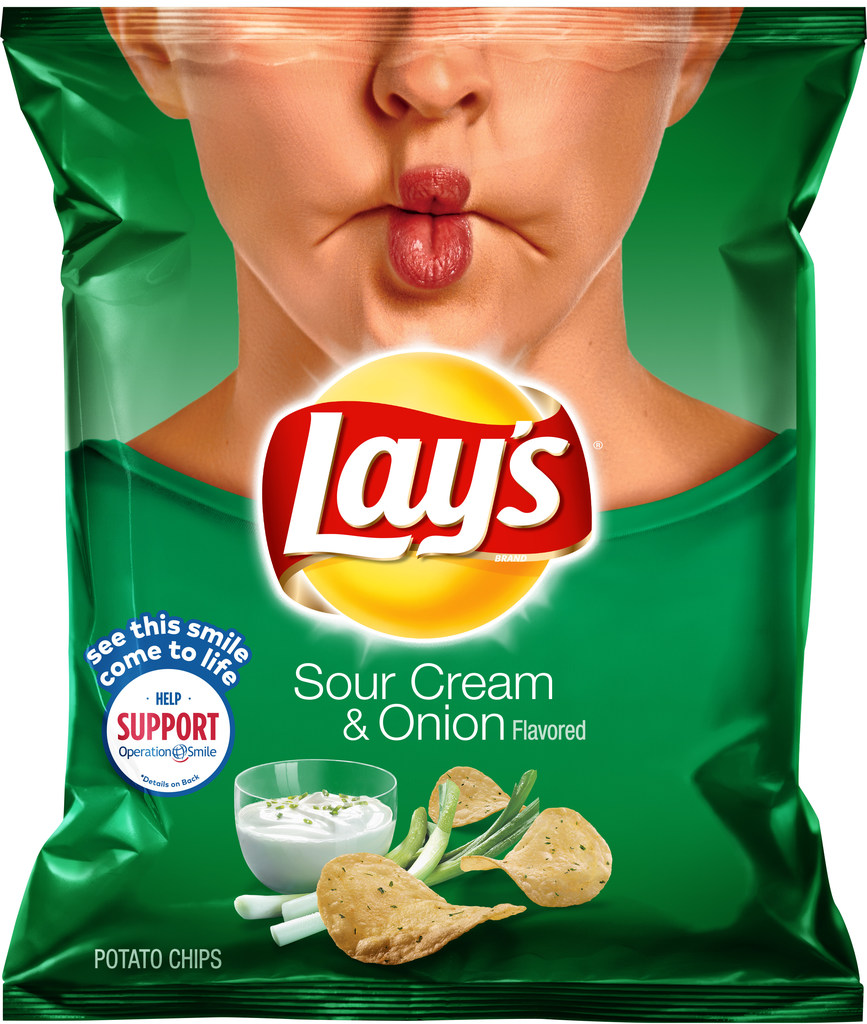 Lay's®
BRAND
see this smile
come to life
· HELP ·
SUPPORT
Operation Smile
*Details on Back
Sour Cream
& Onion Flavored
POTATO CHIPS